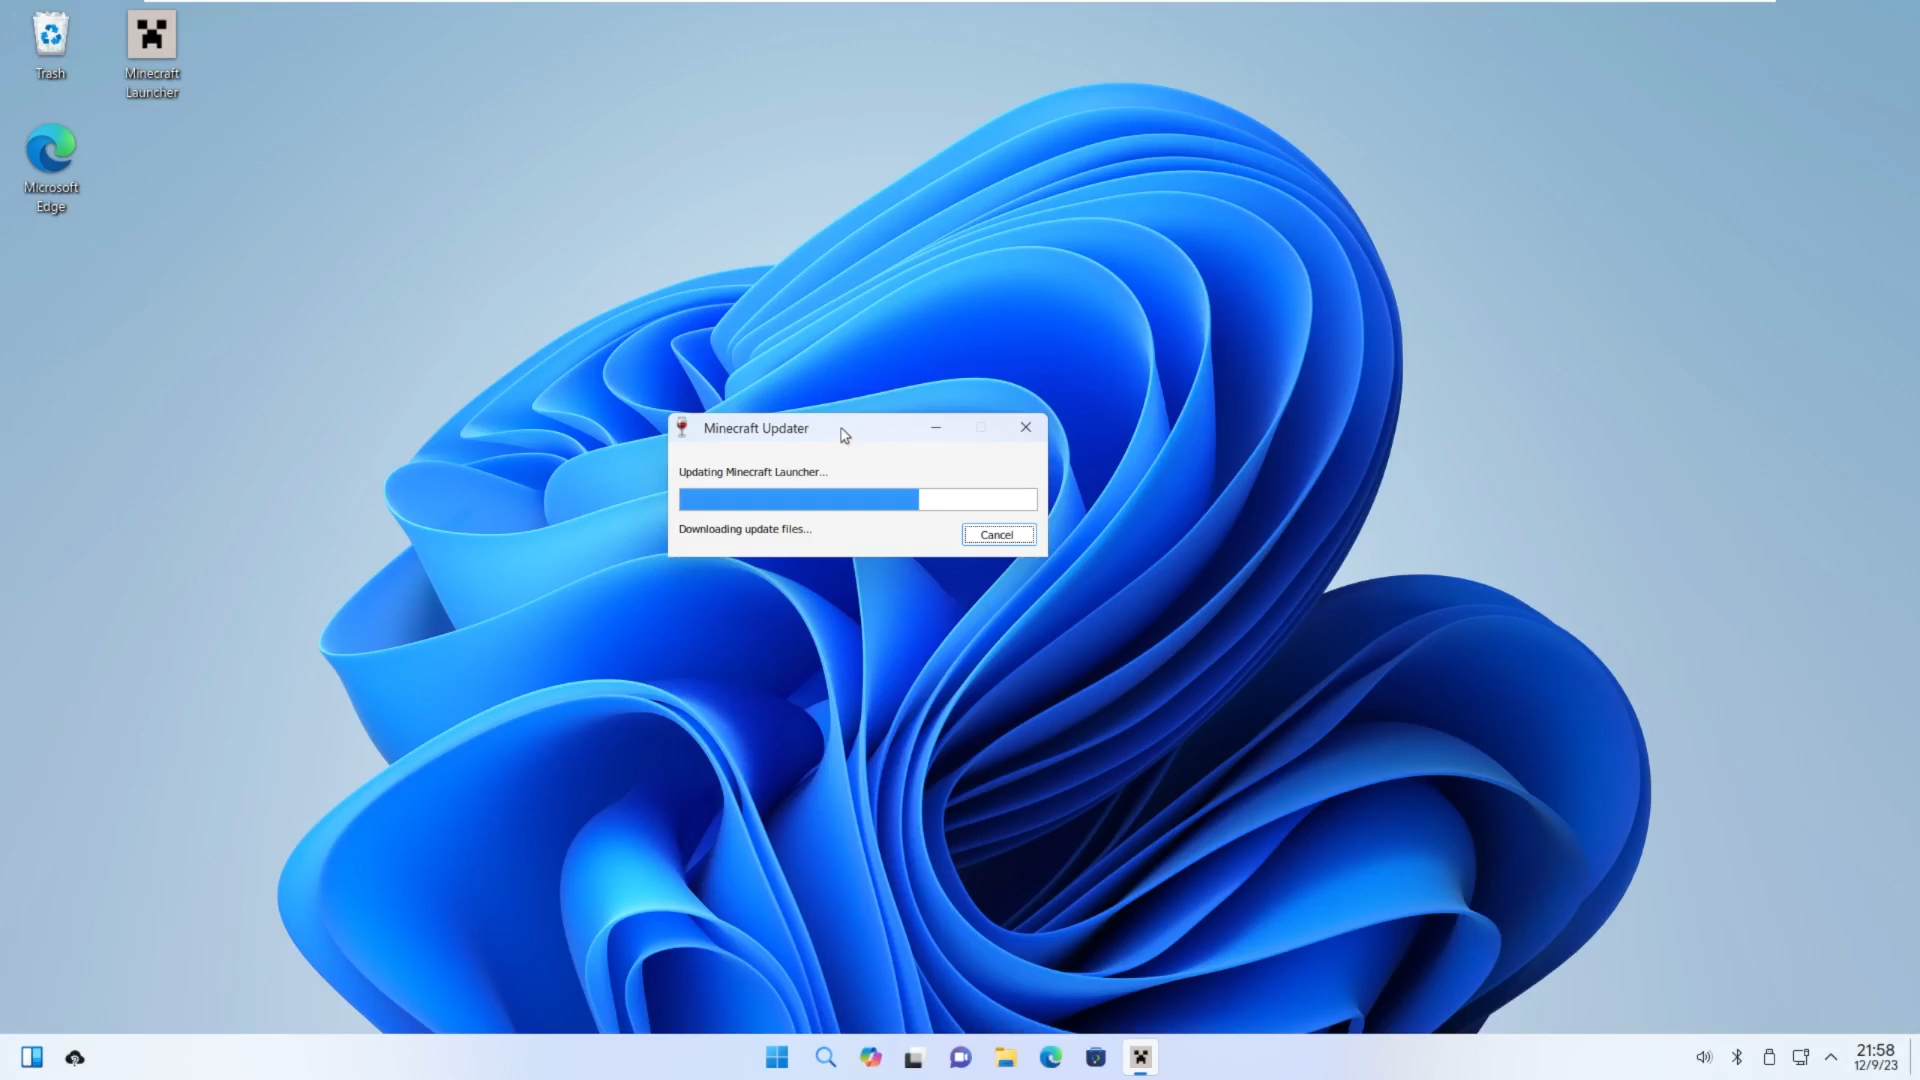 Trash
Minecraft
Launcher
Microsoft
Edge
Minecraft Updater
Updating Minecraft Launcher...
Downloading update files...
Cancel
21:58
12/9/23